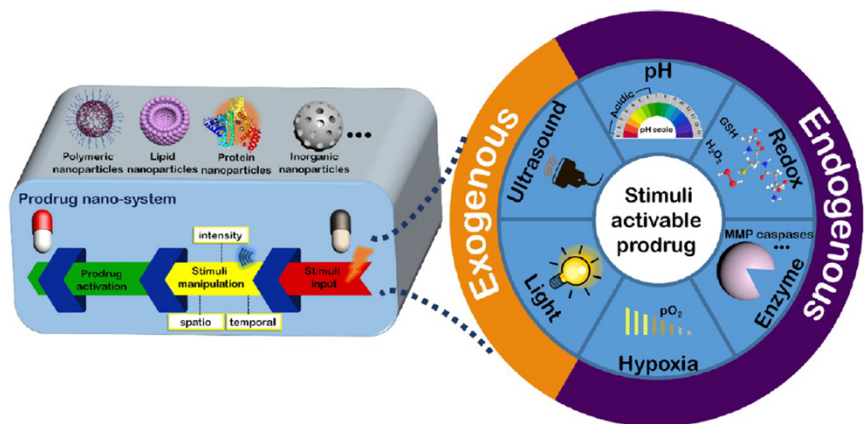 Polymeric
nanoparticles
Lipid
nanoparticles
Protein
nanoparticles
Inorganic
nanoparticles
Prodrug nano-system
intensity
Prodrug
activation
Stimuli
manipulation
Stimuli
input
spatio
temporal
Exogenous
Endogenous
Ultrasound
Light
pH
Acidic
pH scale
GSH
H₂O₂
Redox
MMP caspases
Enzyme
pO₂
Hypoxia
Stimuli
activable
prodrug